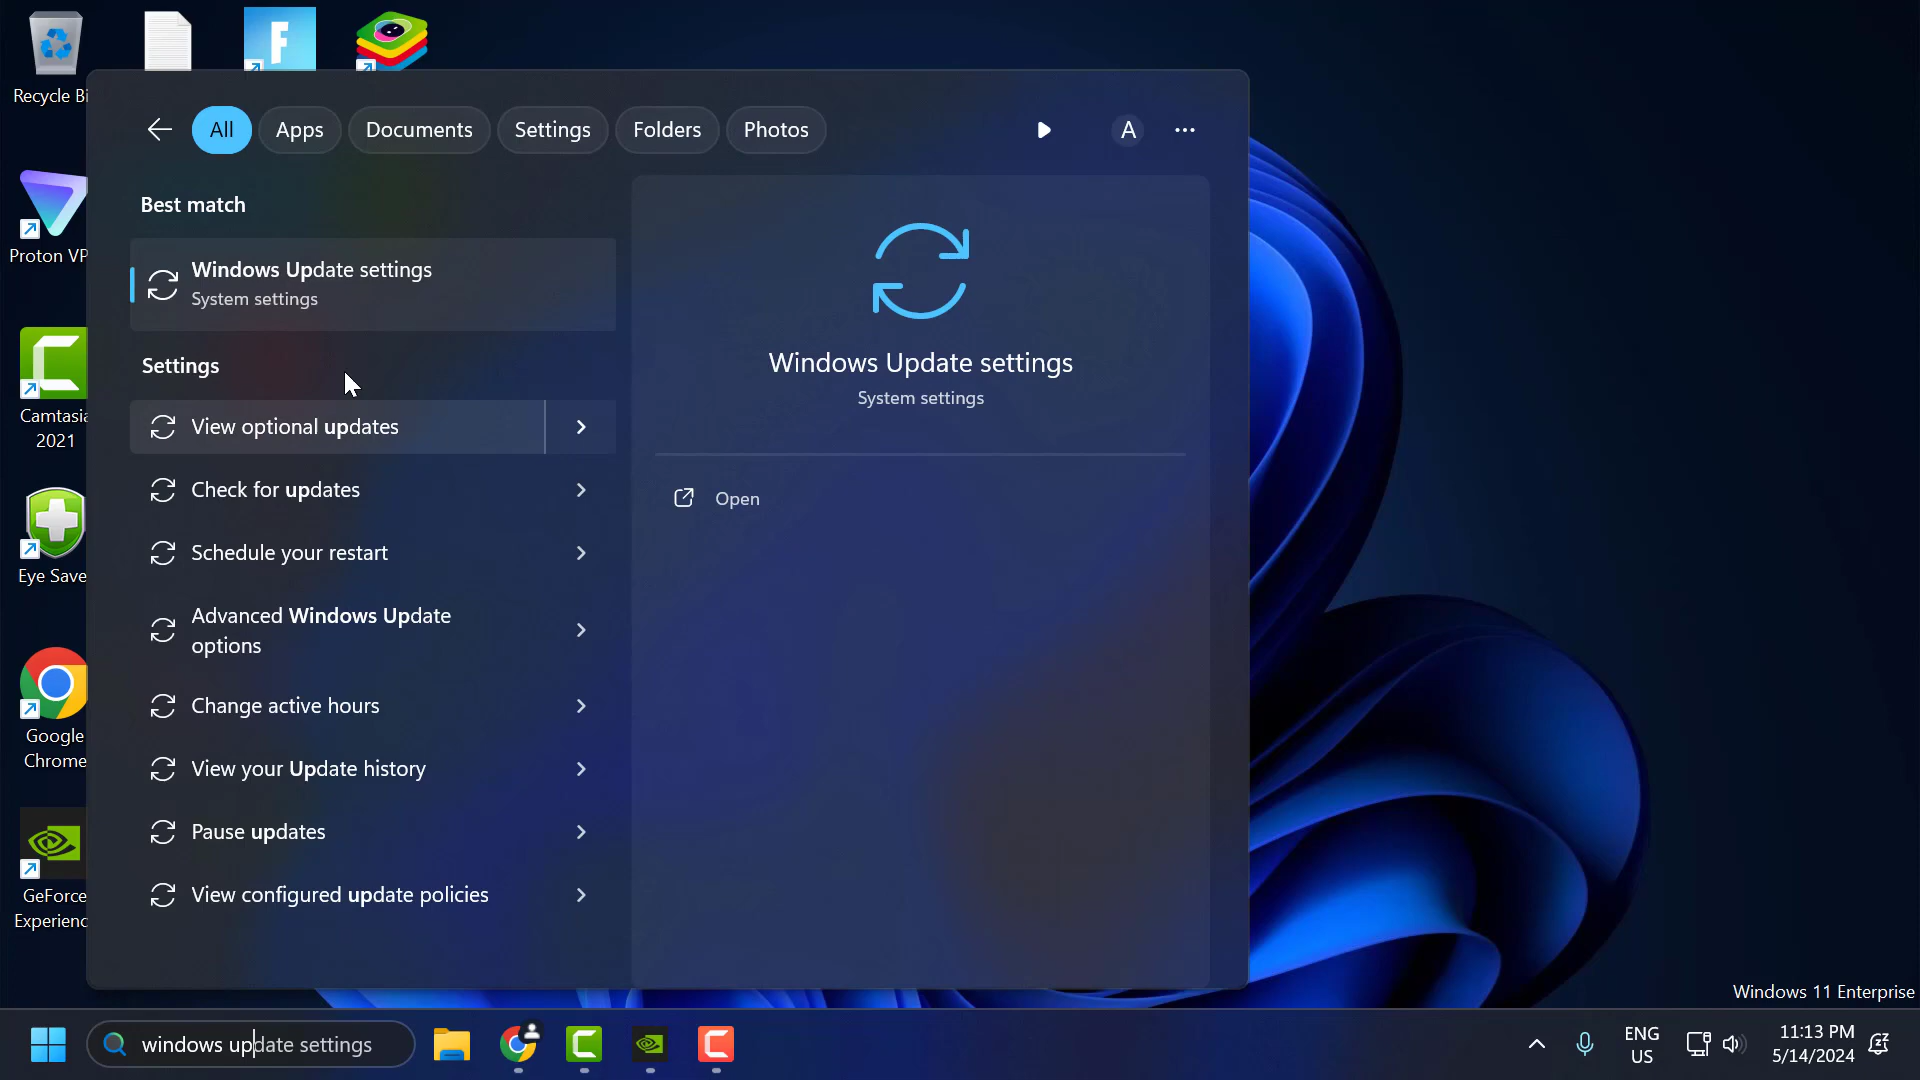 Recycle Bi
Proton VP
Camtasia
2021
Eye Save
Google
Chrome
GeForce
Experienc
All
Apps
Documents
Settings
Folders
Photos
A
Best match
Windows Update settings
System settings
Settings
View optional updates
Check for updates
Schedule your restart
Advanced Windows Update
options
Change active hours
View your Update history
Pause updates
View configured update policies
Windows Update settings
System settings
Open
Windows 11 Enterprise
windows update settings
ENG
US
11:13 PM
5/14/2024